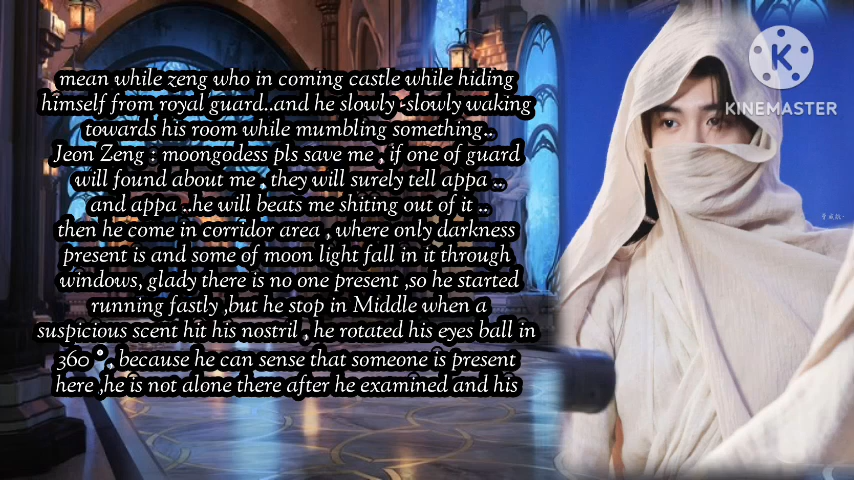 mean while zeng who in coming castle while hiding
himself from royal guard..and he slowly -slowly waking
towards his room while mumbling something..
Jeon Zeng : moongodess pls save me , if one of guard
will found about me , they will surely tell appa ..
and appa ..he will beats me shiting out of it ..
then he come in corridor area , where only darkness
present is and some of moon light fall in it through
windows, glady there is no one present ,so he started
running fastly ,but he stop in Middle when a
suspicious scent hit his nostril , he rotated his eyes ball in
360 ° , because he can sense that someone is present
here ,he is not alone there after he examined and his
K
KINEMASTER